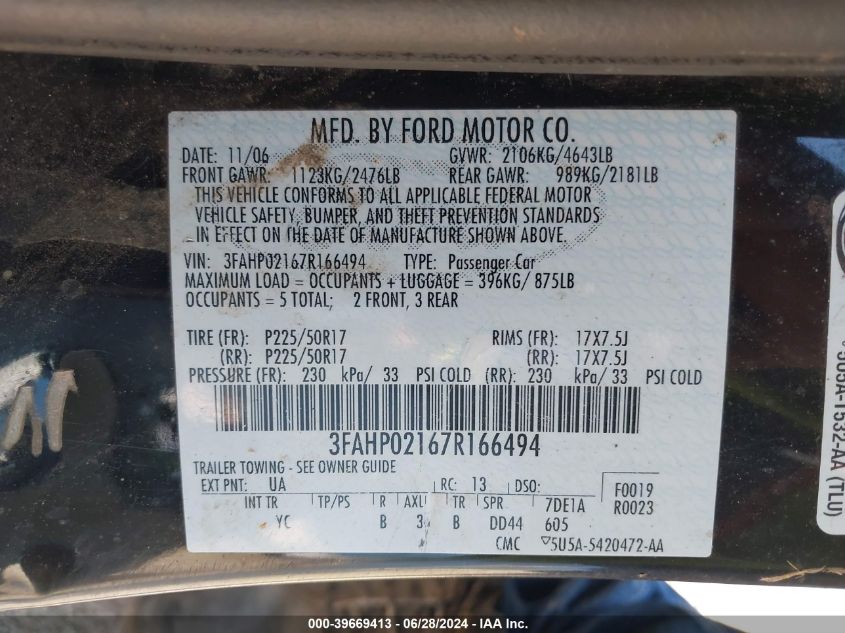 MFD. BY FORD MOTOR CO.
DATE: 11/06 GVWR: 2106KG/4643LB
FRONT GAWR: 1123KG/2476LB REAR GAWR: 989KG/2181LB
THIS VEHICLE CONFORMS TO ALL APPLICABLE FEDERAL MOTOR
VEHICLE SAFETY, BUMPER, AND THEFT PREVENTION STANDARDS
IN EFFECT ON THE DATE OF MANUFACTURE SHOWN ABOVE.
VIN: 3FAHP02167R166494 TYPE: Passenger Car
MAXIMUM LOAD = OCCUPANTS + LUGGAGE = 396KG/ 875LB
OCCUPANTS = 5 TOTAL; 2 FRONT, 3 REAR
TIRE (FR): P225/50R17 RIMS (FR): 17X7.5J
(RR): P225/50R17 (RR): 17X7.5J
PRESSURE (FR): 230 kPa/ 33 PSI COLD (RR): 230 kPa/ 33 PSI COLD
3FAHP02167R166494
TRAILER TOWING - SEE OWNER GUIDE
EXT PNT: UA RC: 13 DSO: F0019
INT TR TP/PS R AXL TR SPR 7DE1A R0023
YC B 3 B DD44 605
CMC ▽5U5A-5420472-AA
1532-AA (TLU)
000-39669413 - 06/28/2024 - IAA Inc.